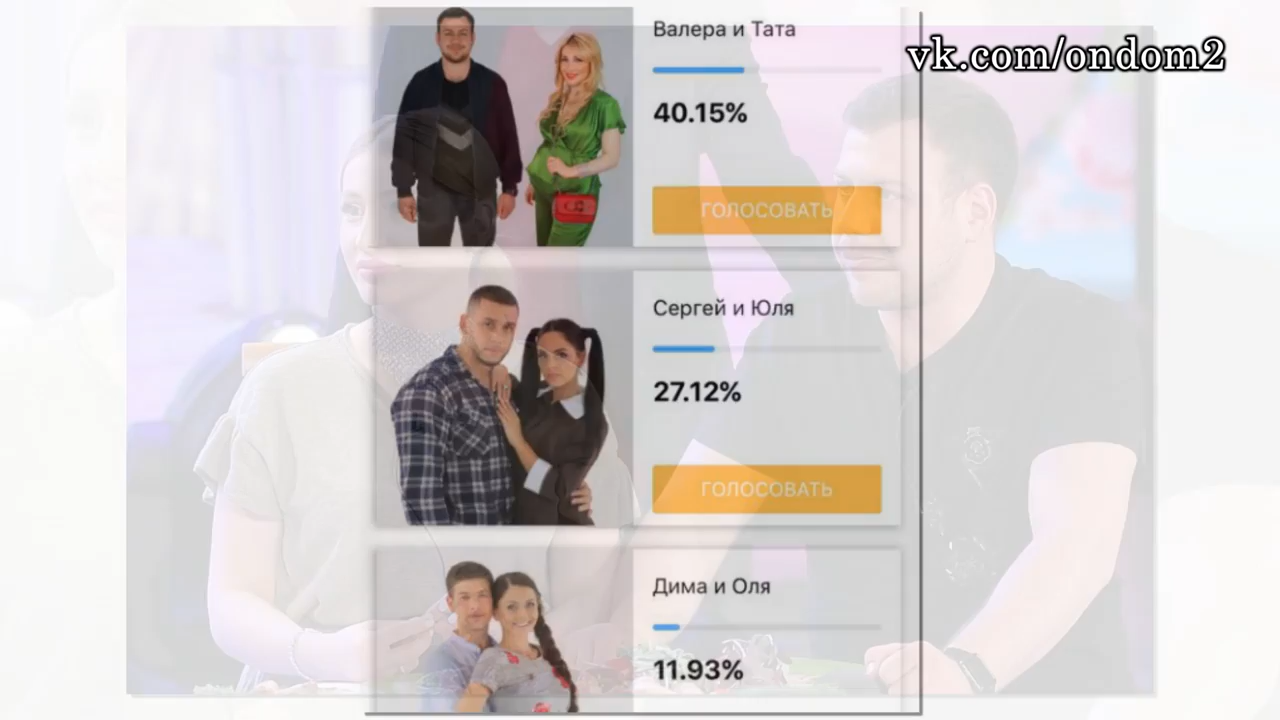 Валера и Тата
vk.com/ondom2
40.15%
ГОЛОСОВАТЬ
Сергей и Юля
27.12%
ГОЛОСОВАТЬ
Дима и Оля
11.93%